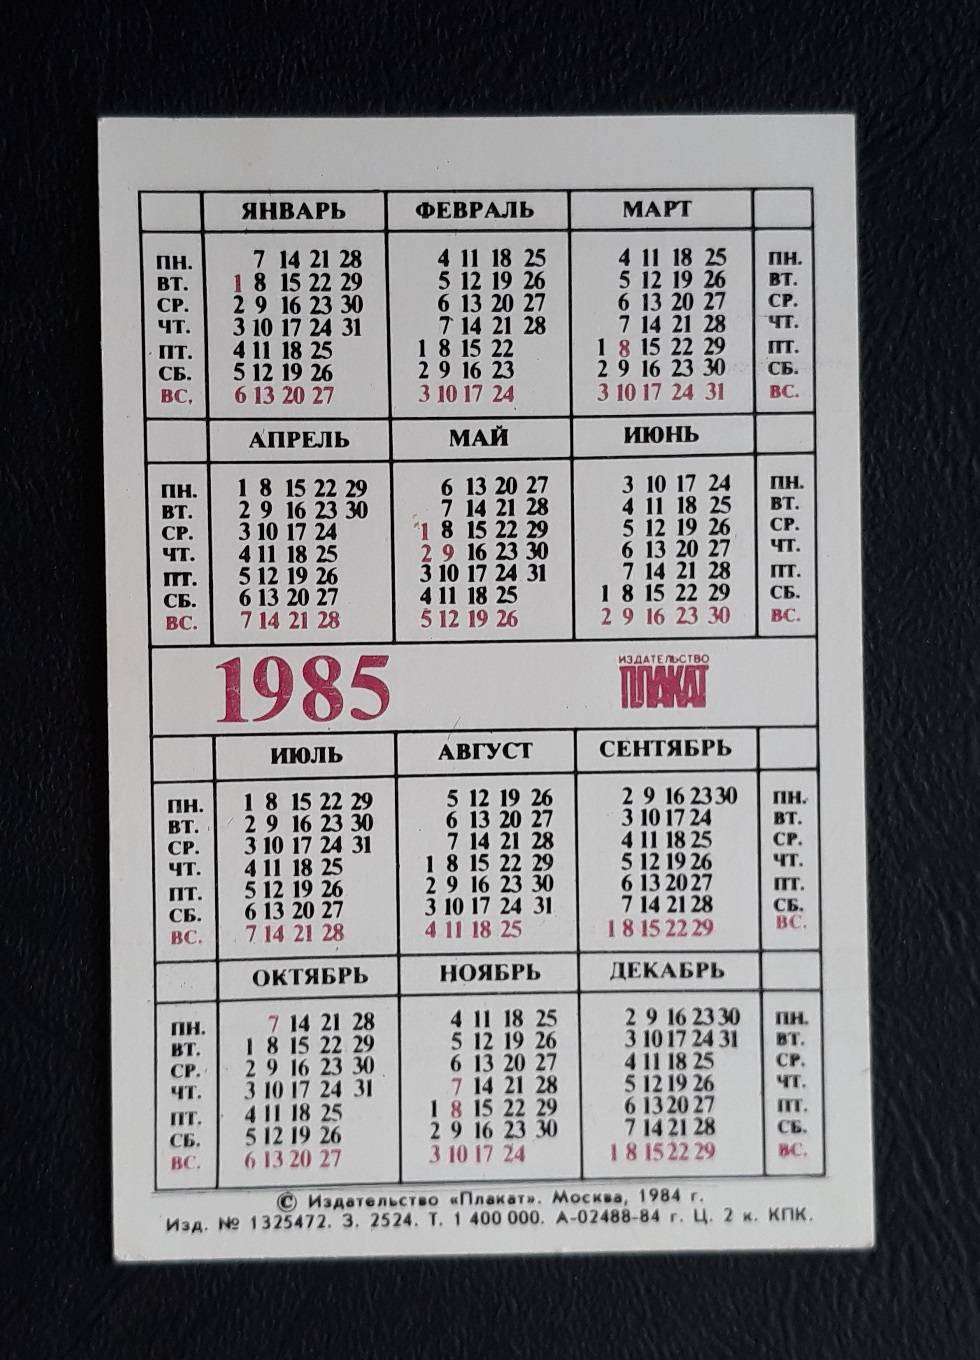 ЯНВАРЬ ФЕВРАЛЬ МАРТ
ПН. 7 14 21 28 4 11 18 25 4 11 18 25 ПН.
ВТ. 1 8 15 22 29 5 12 19 26 5 12 19 26 ВТ.
СР. 2 9 16 23 30 6 13 20 27 6 13 20 27 СР.
ЧТ. 3 10 17 24 31 7 14 21 28 7 14 21 28 ЧТ.
ПТ. 4 11 18 25 1 8 15 22 1 8 15 22 29 ПТ.
СБ. 5 12 19 26 2 9 16 23 2 9 16 23 30 СБ.
ВС. 6 13 20 27 3 10 17 24 3 10 17 24 31 ВС.
АПРЕЛЬ МАЙ ИЮНЬ
ПН. 1 8 15 22 29 6 13 20 27 3 10 17 24 ПН.
ВТ. 2 9 16 23 30 7 14 21 28 4 11 18 25 ВТ.
СР. 3 10 17 24 1 8 15 22 29 5 12 19 26 СР.
ЧТ. 4 11 18 25 2 9 16 23 30 6 13 20 27 ЧТ.
ПТ. 5 12 19 26 3 10 17 24 31 7 14 21 28 ПТ.
СБ. 6 13 20 27 4 11 18 25 1 8 15 22 29 СБ.
ВС. 7 14 21 28 5 12 19 26 2 9 16 23 30 ВС.
1985 ИЗДАТЕЛЬСТВО
ПЛАКАТ
ИЮЛЬ АВГУСТ СЕНТЯБРЬ
ПН. 1 8 15 22 29 5 12 19 26 2 9 16 23 30 ПН.
ВТ. 2 9 16 23 30 6 13 20 27 3 10 17 24 ВТ.
СР. 3 10 17 24 31 7 14 21 28 4 11 18 25 СР.
ЧТ. 4 11 18 25 1 8 15 22 29 5 12 19 26 ЧТ.
ПТ. 5 12 19 26 2 9 16 23 30 6 13 20 27 ПТ.
СБ. 6 13 20 27 3 10 17 24 31 7 14 21 28 СБ.
ВС. 7 14 21 28 4 11 18 25 1 8 15 22 29 ВС.
ОКТЯБРЬ НОЯБРЬ ДЕКАБРЬ
ПН. 7 14 21 28 4 11 18 25 2 9 16 23 30 ПН.
ВТ. 1 8 15 22 29 5 12 19 26 3 10 17 24 31 ВТ.
СР. 2 9 16 23 30 6 13 20 27 4 11 18 25 СР.
ЧТ. 3 10 17 24 31 7 14 21 28 5 12 19 26 ЧТ.
ПТ. 4 11 18 25 1 8 15 22 29 6 13 20 27 ПТ.
СБ. 5 12 19 26 2 9 16 23 30 7 14 21 28 СБ.
ВС. 6 13 20 27 3 10 17 24 1 8 15 22 29 ВС.
© Издательство «Плакат». Москва, 1984 г.
Изд. № 1325472. З. 2524. Т. 1 400 000. А-02488-84 г. Ц. 2 к. КПК.